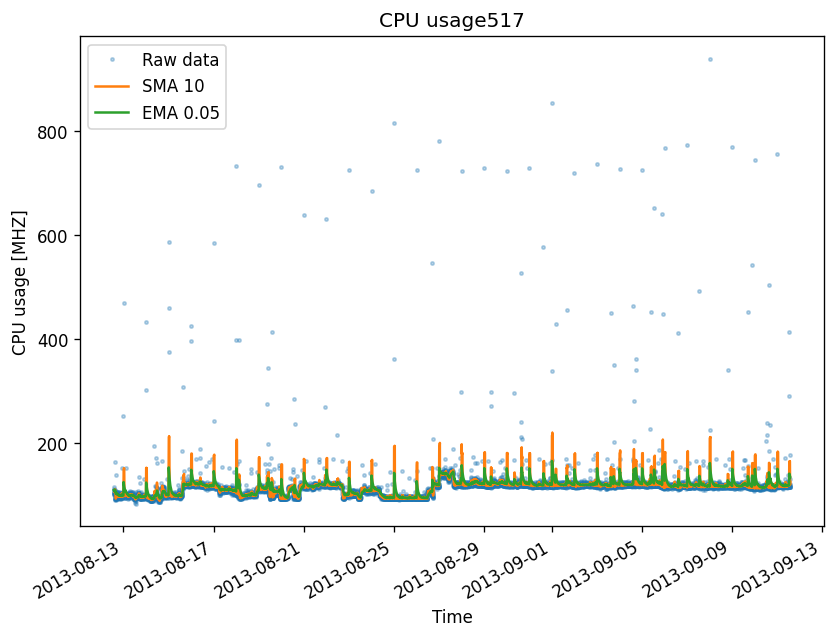 CPU usage517
Raw data
SMA 10
EMA 0.05
CPU usage [MHZ]
800
600
400
200
2013-08-13
2013-08-17
2013-08-21
2013-08-25
2013-08-29
2013-09-01
2013-09-05
2013-09-09
2013-09-13
Time